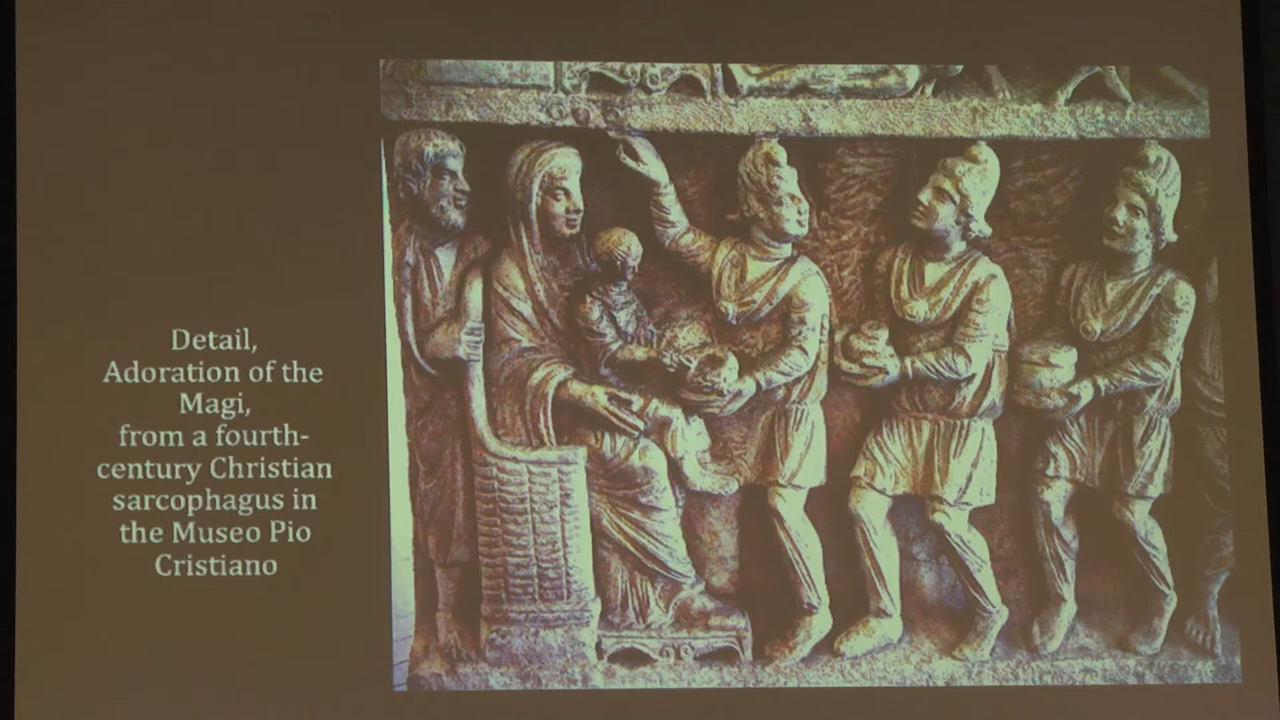 Detail,
Adoration of the
Magi,
from a fourth-
century Christian
sarcophagus in
the Museo Pio
Cristiano